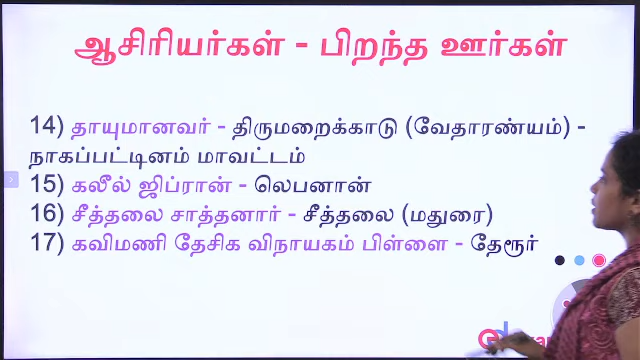 ஆசிரியர்கள் - பிறந்த ஊர்கள்
14) தாயுமானவர் - திருமறைக்காடு (வேதாரண்யம்) -
நாகப்பட்டினம் மாவட்டம்
15) கலீல் ஜிப்ரான் - லெபனான்
16) சீத்தலை சாத்தனார் - சீத்தலை (மதுரை)
17) கவிமணி தேசிக விநாயகம் பிள்ளை - தேரூர்